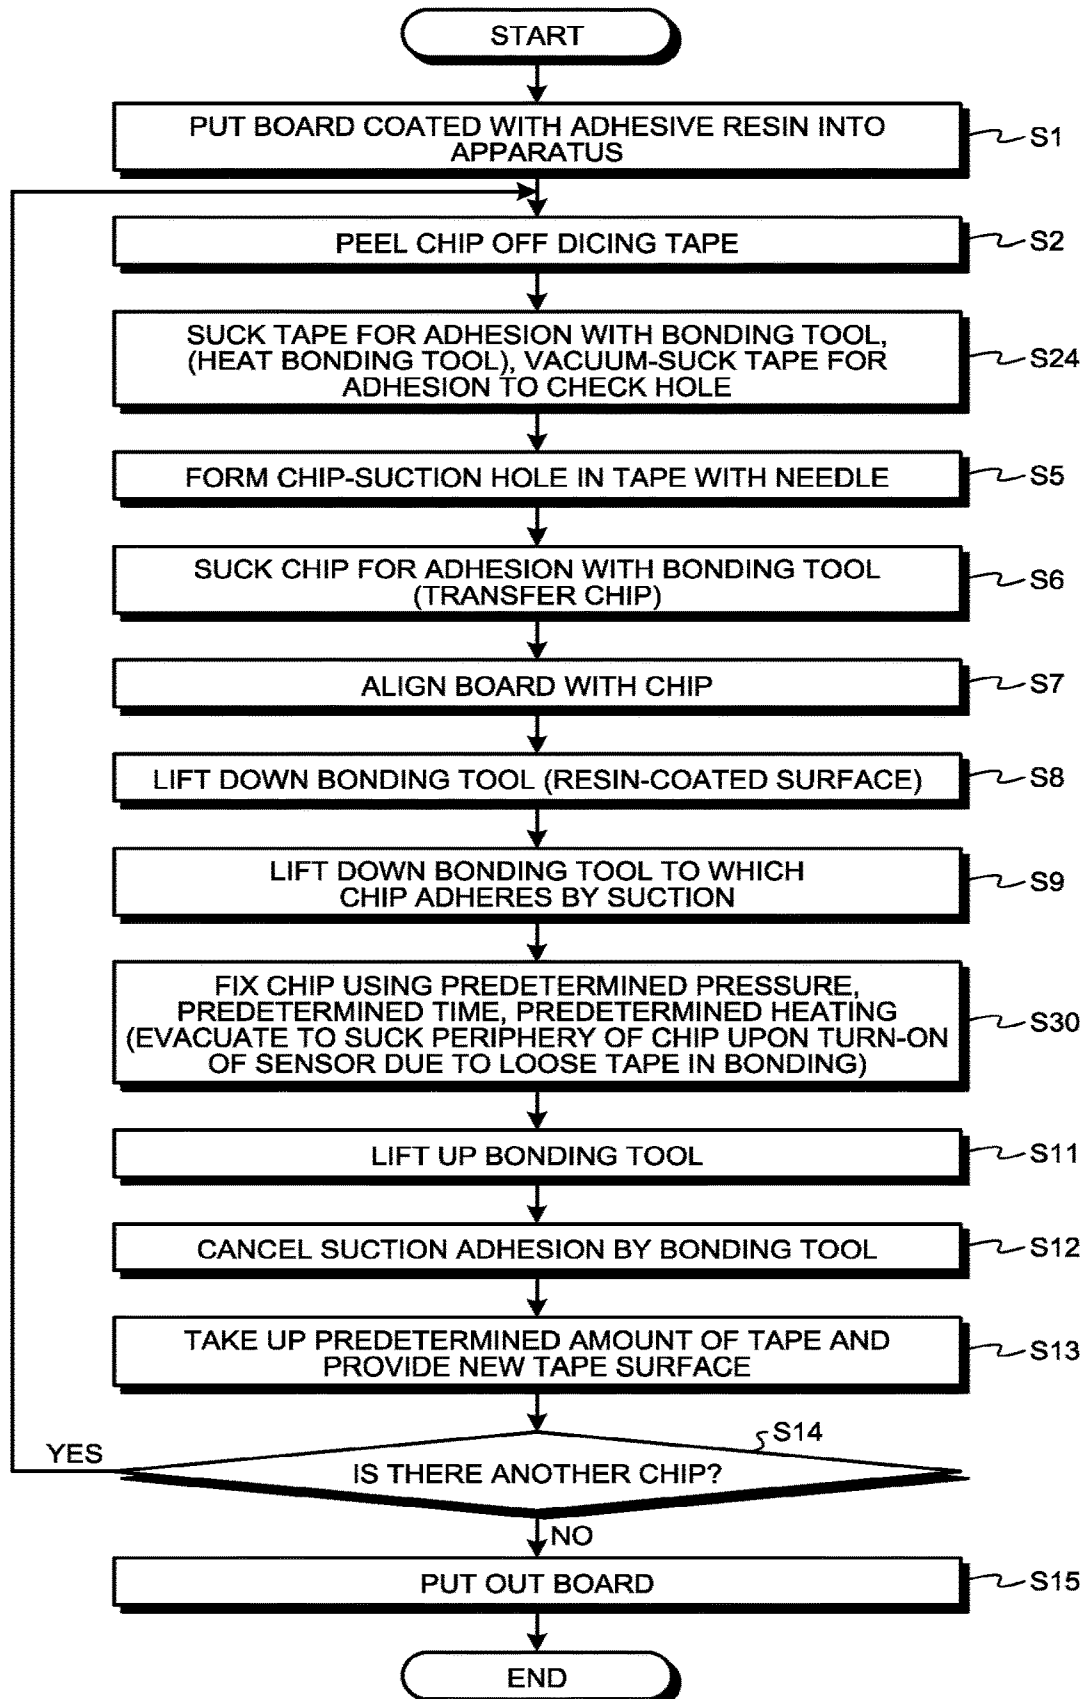 START
PUT BOARD COATED WITH ADHESIVE RESIN INTO
APPARATUS
S1
PEEL CHIP OFF DICING TAPE
S2
SUCK TAPE FOR ADHESION WITH BONDING TOOL,
(HEAT BONDING TOOL), VACUUM-SUCK TAPE FOR
ADHESION TO CHECK HOLE
S24
FORM CHIP-SUCTION HOLE IN TAPE WITH NEEDLE
S5
SUCK CHIP FOR ADHESION WITH BONDING TOOL
(TRANSFER CHIP)
S6
ALIGN BOARD WITH CHIP
S7
LIFT DOWN BONDING TOOL (RESIN-COATED SURFACE)
S8
LIFT DOWN BONDING TOOL TO WHICH
CHIP ADHERES BY SUCTION
S9
FIX CHIP USING PREDETERMINED PRESSURE,
PREDETERMINED TIME, PREDETERMINED HEATING
(EVACUATE TO SUCK PERIPHERY OF CHIP UPON TURN-ON
OF SENSOR DUE TO LOOSE TAPE IN BONDING)
S30
LIFT UP BONDING TOOL
S11
CANCEL SUCTION ADHESION BY BONDING TOOL
S12
TAKE UP PREDETERMINED AMOUNT OF TAPE AND
PROVIDE NEW TAPE SURFACE
S13
S14
YES
IS THERE ANOTHER CHIP?
NO
PUT OUT BOARD
S15
END